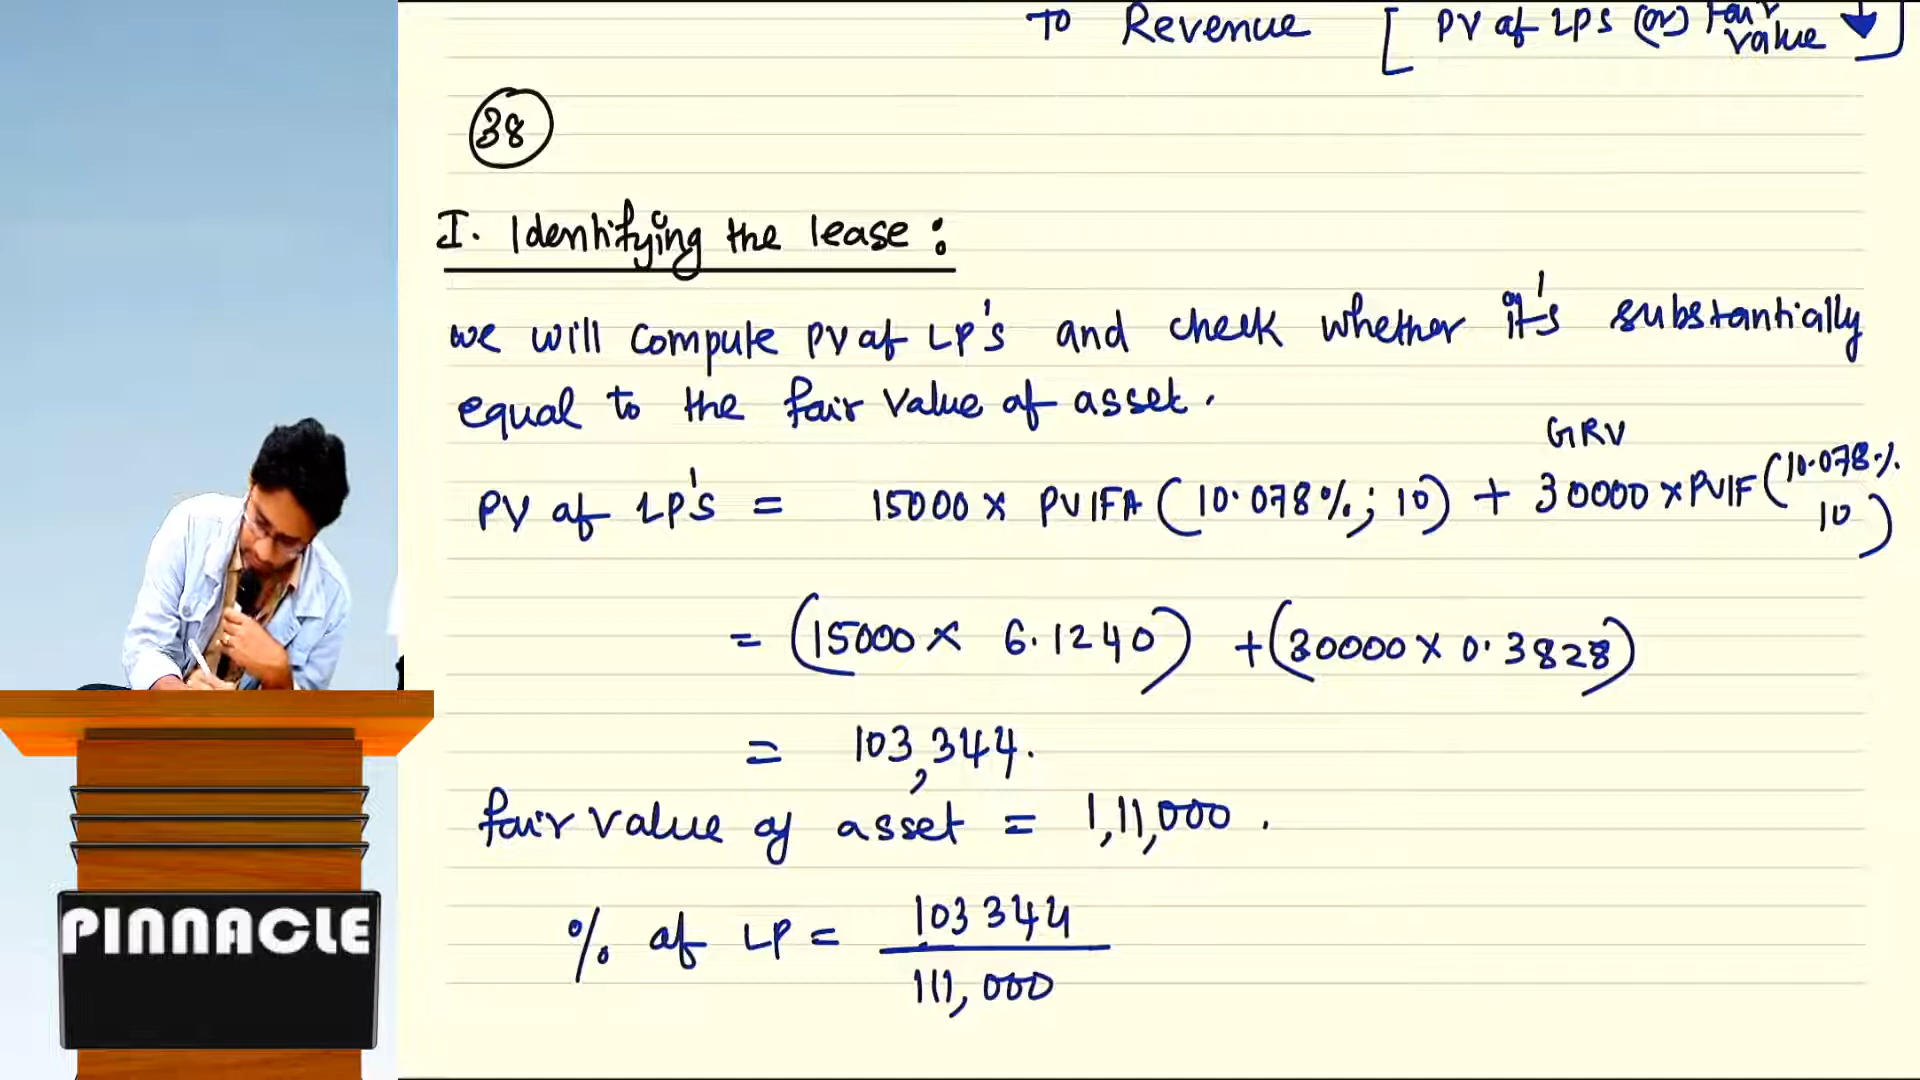 To Revenue [PV of LPS (or) Fair value ↓]
38
I. Identifying the lease :
we will compute PV of LP's and check whether it's substantially
equal to the fair value of asset.
GRV
PV of LP's = 15000 x PVIFA (10.078%; 10) + 30000 x PVIF (10.078% 10)
= (15000 x 6.1240) + (30000 x 0.3828)
= 103,344.
fair value of asset = 1,11,000.
% of LP = 103344
111,000
PINNACLE